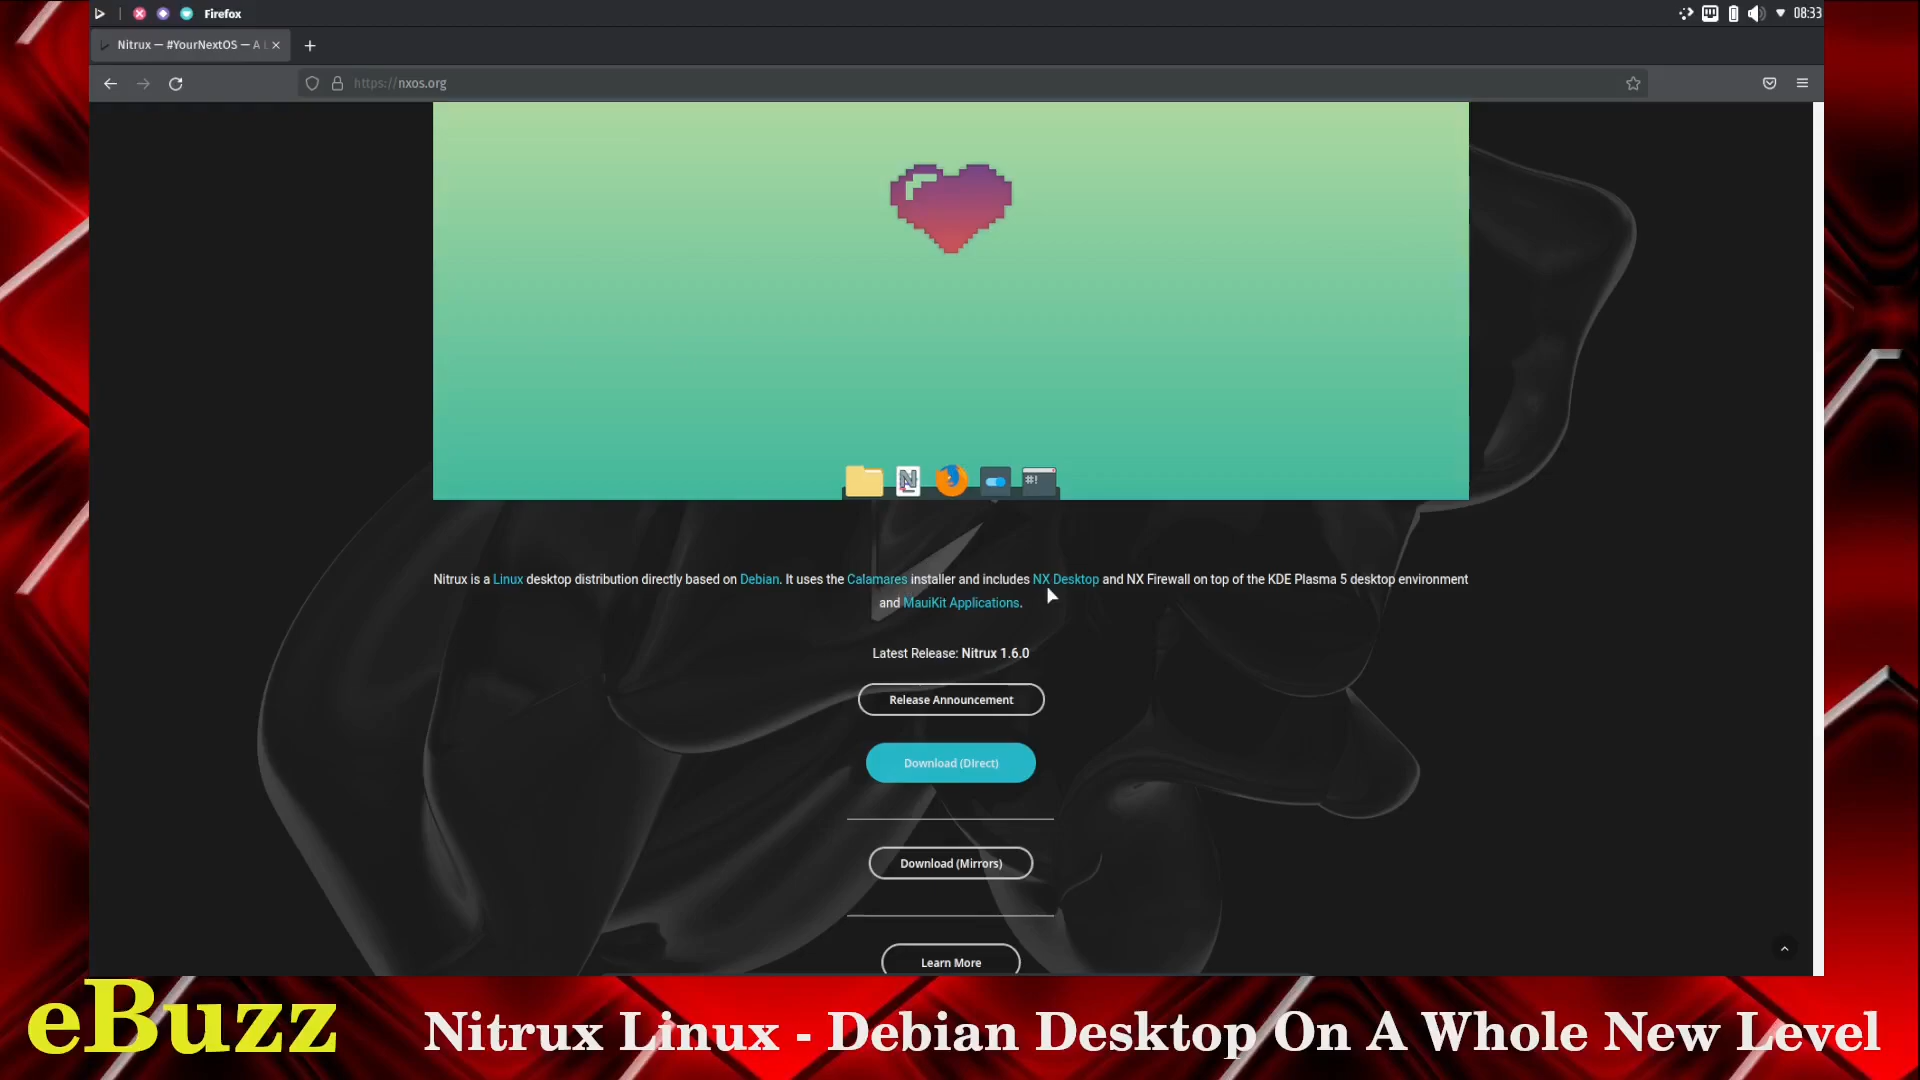 Firefox
08:33
Nitrux — #YourNextOS — A L
https://nxos.org
#!
Nitrux is a Linux desktop distribution directly based on Debian. It uses the Calamares installer and includes NX Desktop and NX Firewall on top of the KDE Plasma 5 desktop environment
and MauiKit Applications.
Latest Release: Nitrux 1.6.0
Release Announcement
Download (DIrect)
Download (Mirrors)
Learn More
eBuzz
Nitrux Linux - Debian Desktop On A Whole New Level